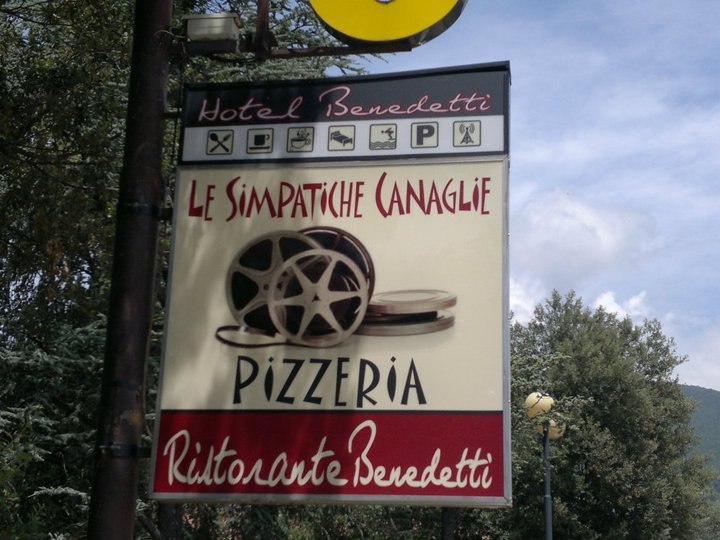 Hotel Benedetti
P
Le Simpatiche Canaglie
Pizzeria
Ristorante Benedetti